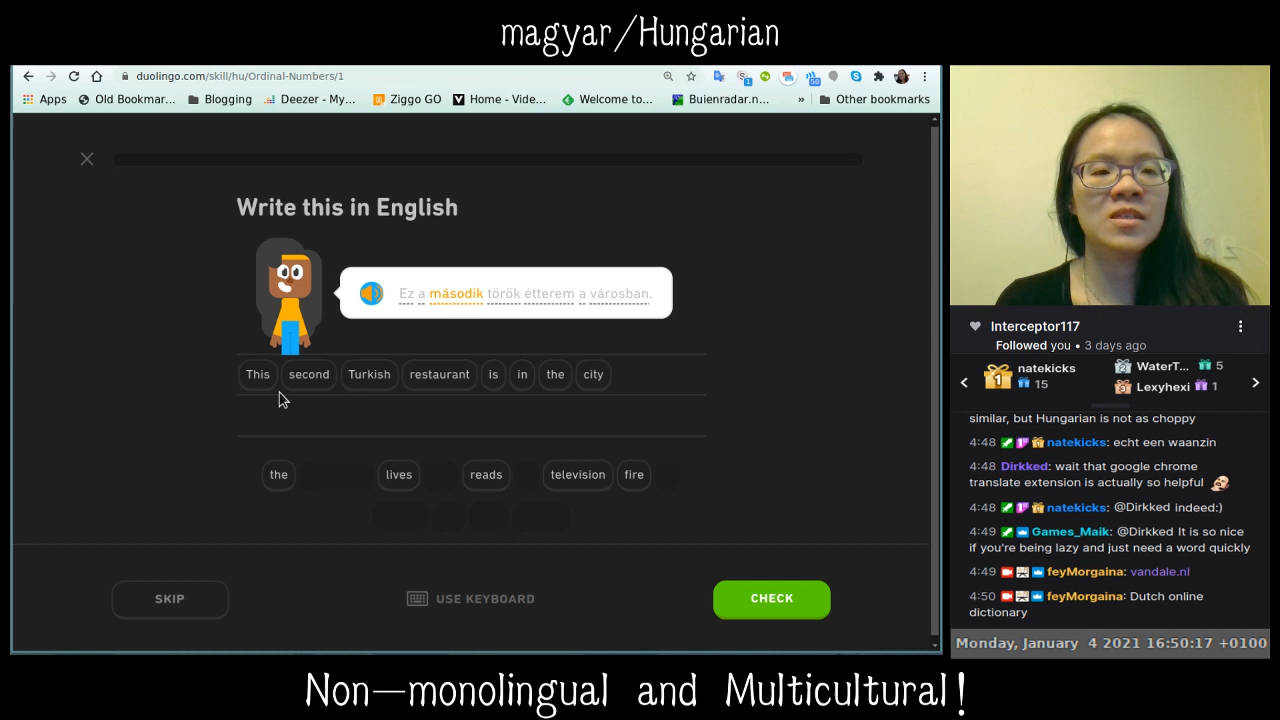 magyar/Hungarian
duolingo.com/skill/hu/Ordinal-Numbers/1
Apps Old Bookmar... Blogging Deezer - My... Ziggo GO Home - Vide... Welcome to... Buienradar.n... » Other bookmarks
Write this in English
Ez a második török étterem a városban.
This second Turkish restaurant is in the city
the lives reads television fire
SKIP USE KEYBOARD CHECK
Interceptor117
Followed you • 3 days ago
natekicks
15
WaterT... 5
Lexyhexi 1
similar, but Hungarian is not as choppy
4:48 natekicks: echt een waanzin
4:48 Dirkked: wait that google chrome
translate extension is actually so helpful
4:48 natekicks: @Dirkked indeed:)
4:49 Games_Maik: @Dirkked It is so nice
if you're being lazy and just need a word quickly
4:49 feyMorgaina: vandale.nl
4:50 feyMorgaina: Dutch online
dictionary
Monday, January 4 2021 16:50:17 +0100
Non-monolingual and Multicultural!